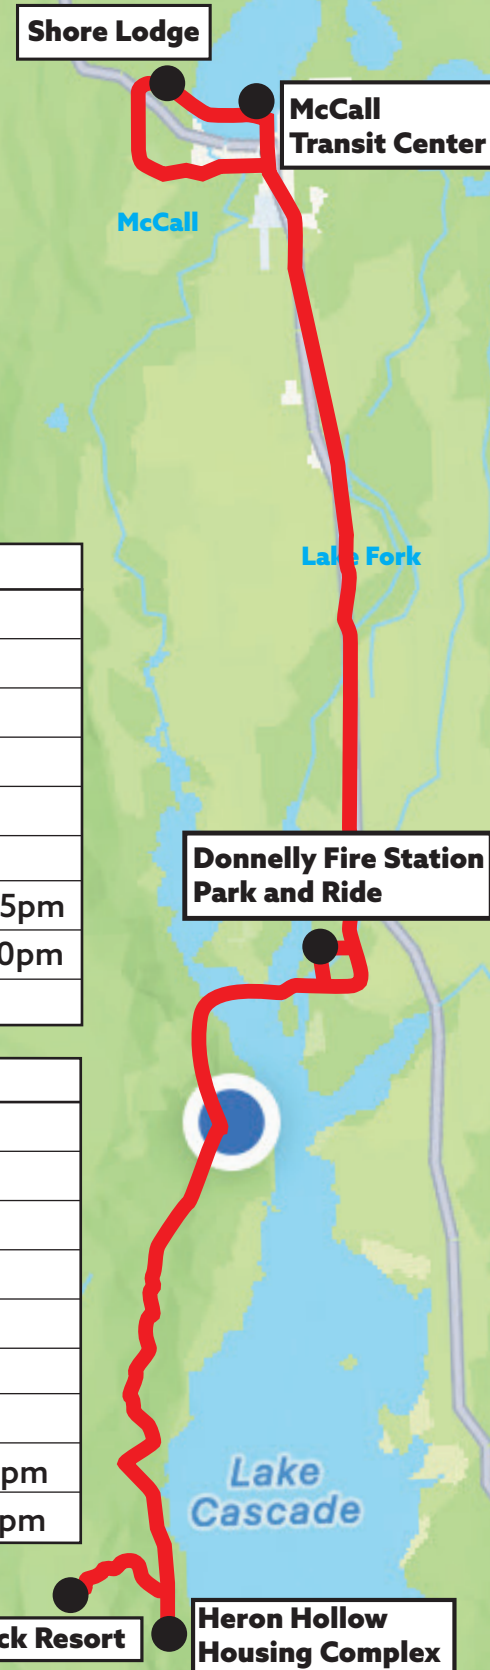 Shore Lodge
McCall
Transit Center
McCall
Lake Fork
5pm
0pm
Donnelly Fire Station
Park and Ride
pm
pm
Lake
Cascade
ck Resort
Heron Hollow
Housing Complex